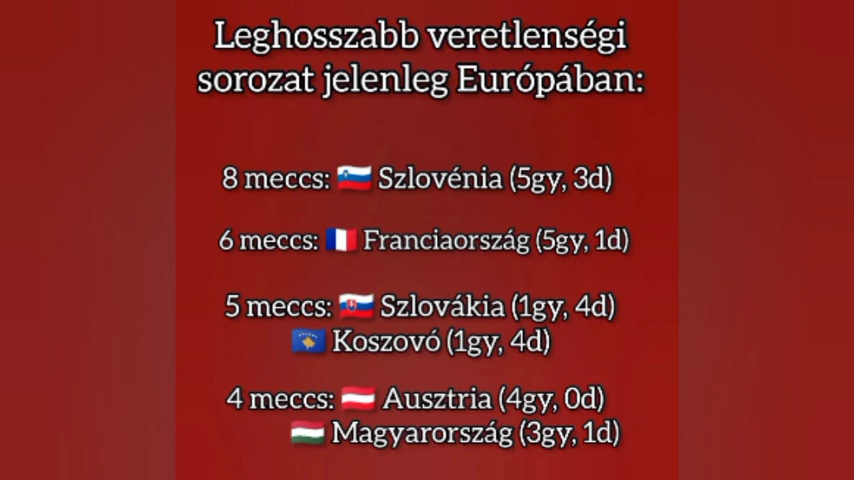 Leghosszabb veretlenségi
sorozat jelenleg Európában:
8 meccs: 🇸🇮 Szlovénia (5gy, 3d)
6 meccs: 🇫🇷 Franciaország (5gy, 1d)
5 meccs: 🇸🇰 Szlovákia (1gy, 4d)
🇽🇰 Koszovó (1gy, 4d)
4 meccs: 🇦🇹 Ausztria (4gy, 0d)
🇭🇺 Magyarország (3gy, 1d)